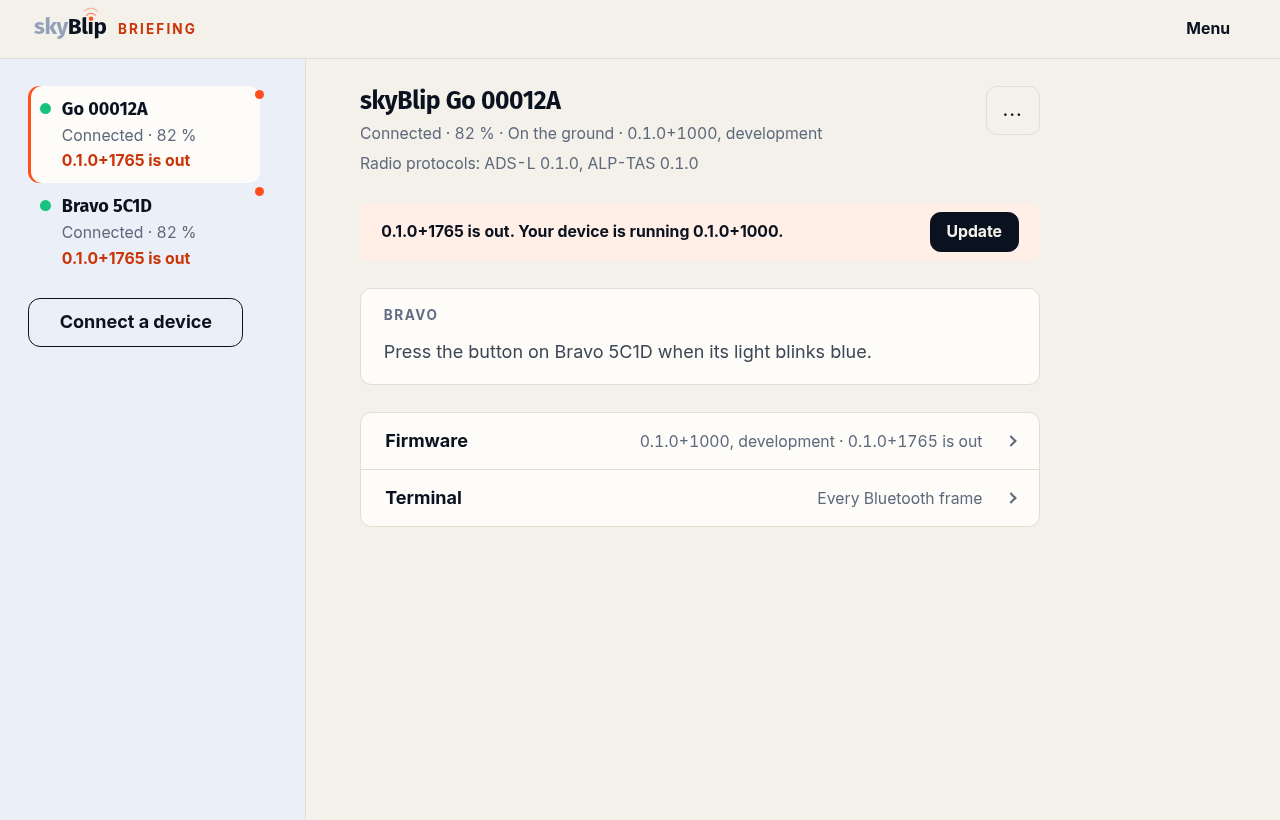 skyBlip BRIEFING
Menu
Go 00012A
Connected · 82 %
0.1.0+1765 is out
Bravo 5C1D
Connected · 82 %
0.1.0+1765 is out
Connect a device
skyBlip Go 00012A
Connected · 82 % · On the ground · 0.1.0+1000, development
Radio protocols: ADS-L 0.1.0, ALP-TAS 0.1.0
...
0.1.0+1765 is out. Your device is running 0.1.0+1000.
Update
BRAVO
Press the button on Bravo 5C1D when its light blinks blue.
Firmware
0.1.0+1000, development · 0.1.0+1765 is out
Terminal
Every Bluetooth frame